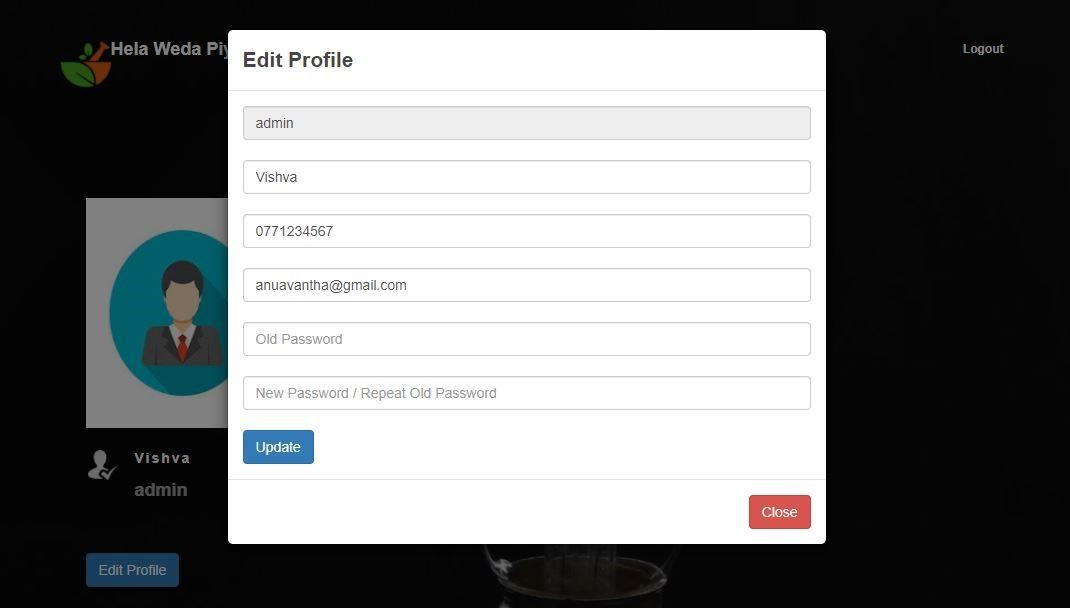 Hela Weda
Logout
Edit Profile
admin
Vishva
0771234567
anuavantha@gmail.com
Old Password
New Password / Repeat Old Password
Update
Vishva
admin
Close
Edit Profile